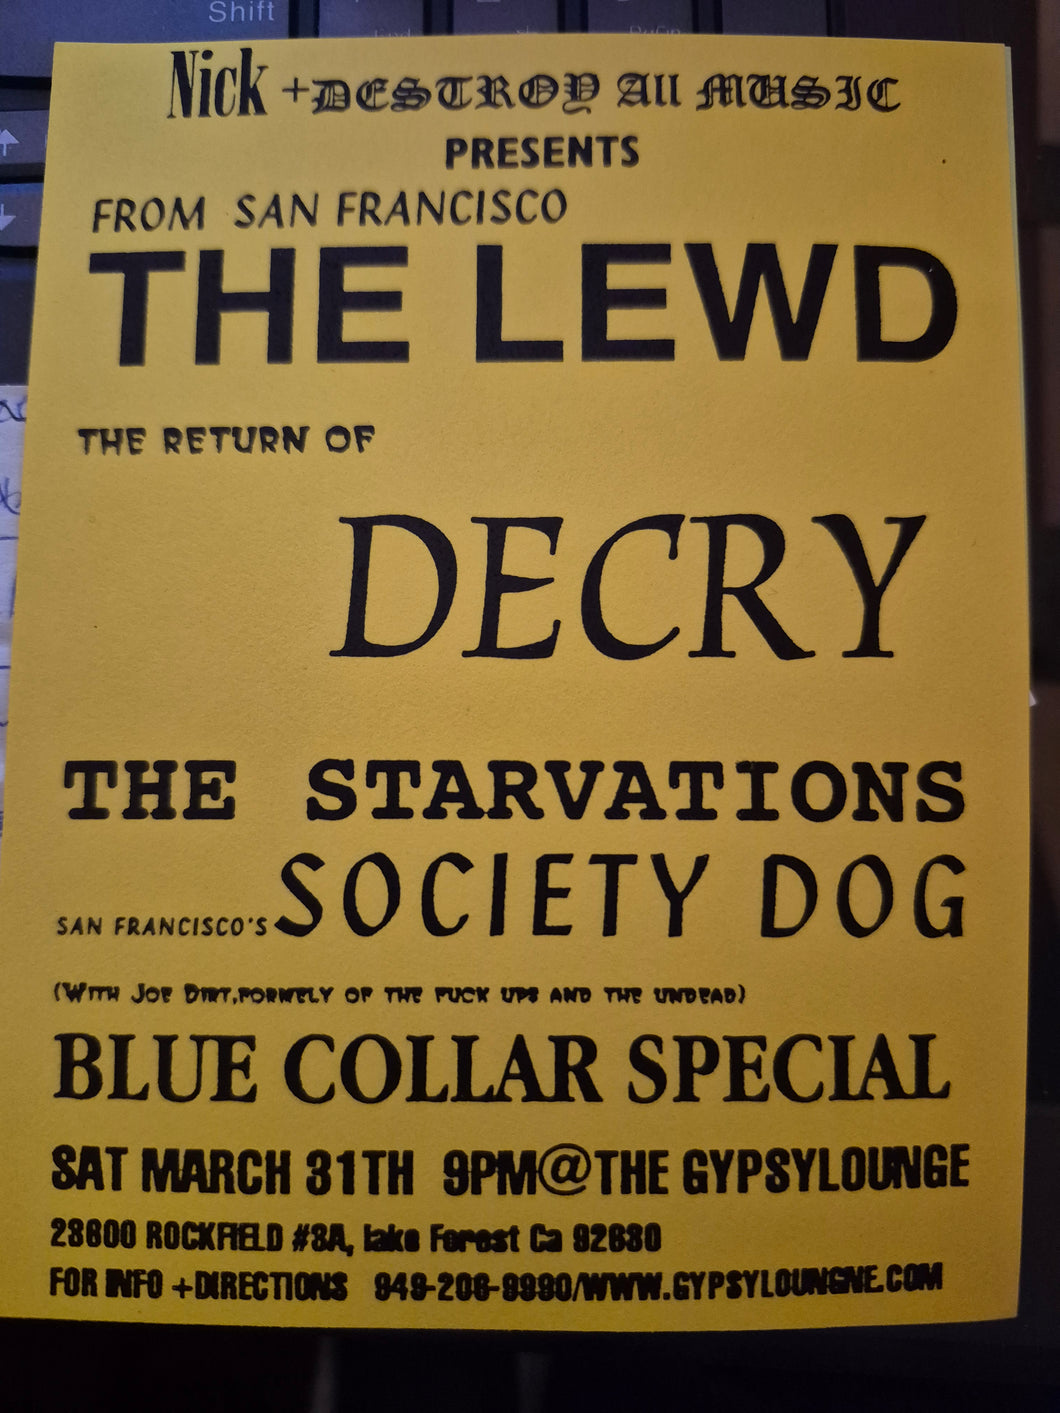 Shift
Nick + DESTROY All MUSIC
PRESENTS
FROM SAN FRANCISCO
THE LEWD
THE RETURN OF
DECRY
THE STARVATIONS
SAN FRANCISCO'S SOCIETY DOG
(WITH JOE DIRT,FORMELY OF THE FUCK UPS AND THE UNDEAD)
BLUE COLLAR SPECIAL
SAT MARCH 31TH 9PM@THE GYPSYLOUNGE
23600 ROCKFIELD #3A, lake Forest Ca 92630
FOR INFO +DIRECTIONS 949-206-9990/WWW.GYPSYLOUNGNE.COM